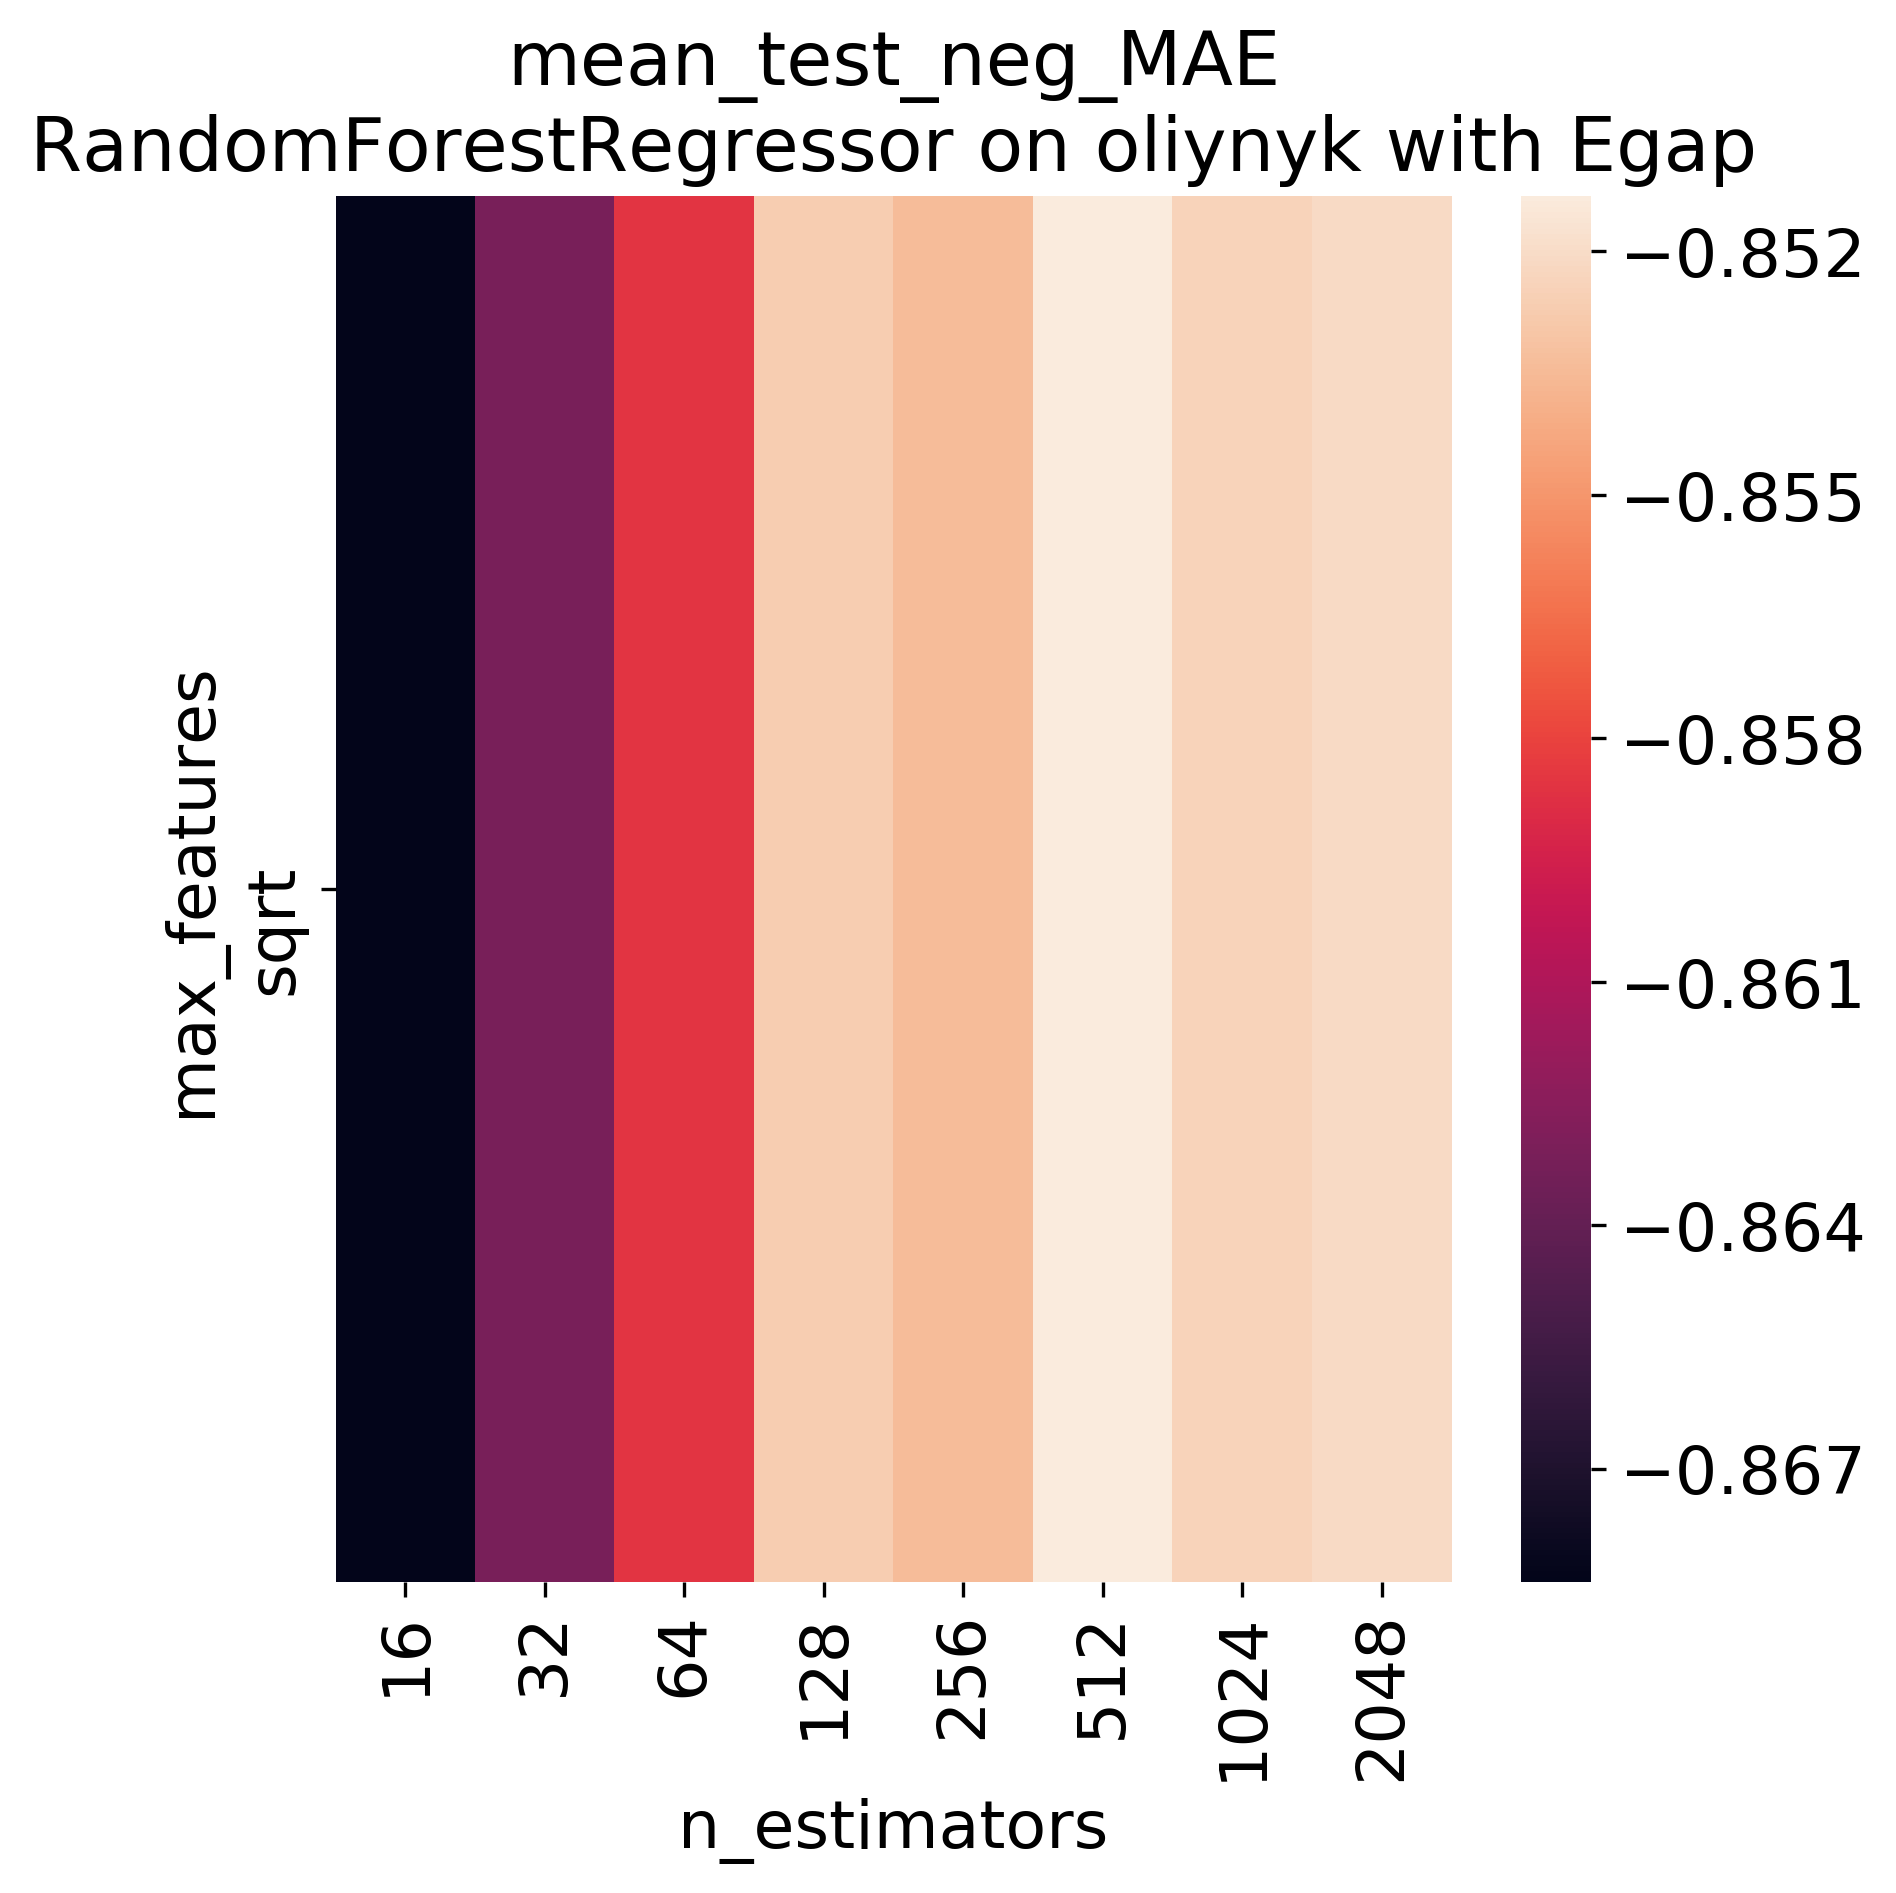 mean_test_neg_MAE
RandomForestRegressor on oliynyk with Egap
max_features
sqrt
16
32
64
128
256
512
1024
2048
n_estimators
−0.852
−0.855
−0.858
−0.861
−0.864
−0.867